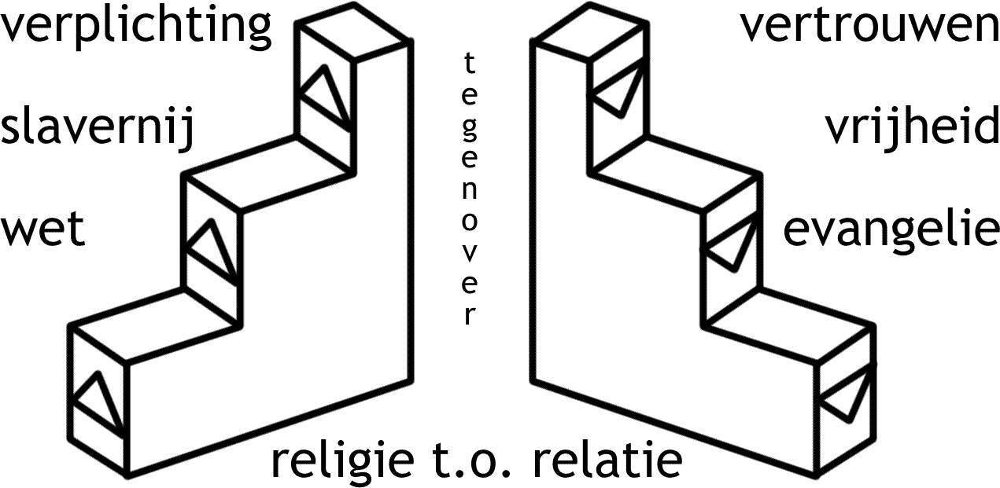 verplichting
slavernij
wet
tegenover
vertrouwen
vrijheid
evangelie
religie t.o. relatie